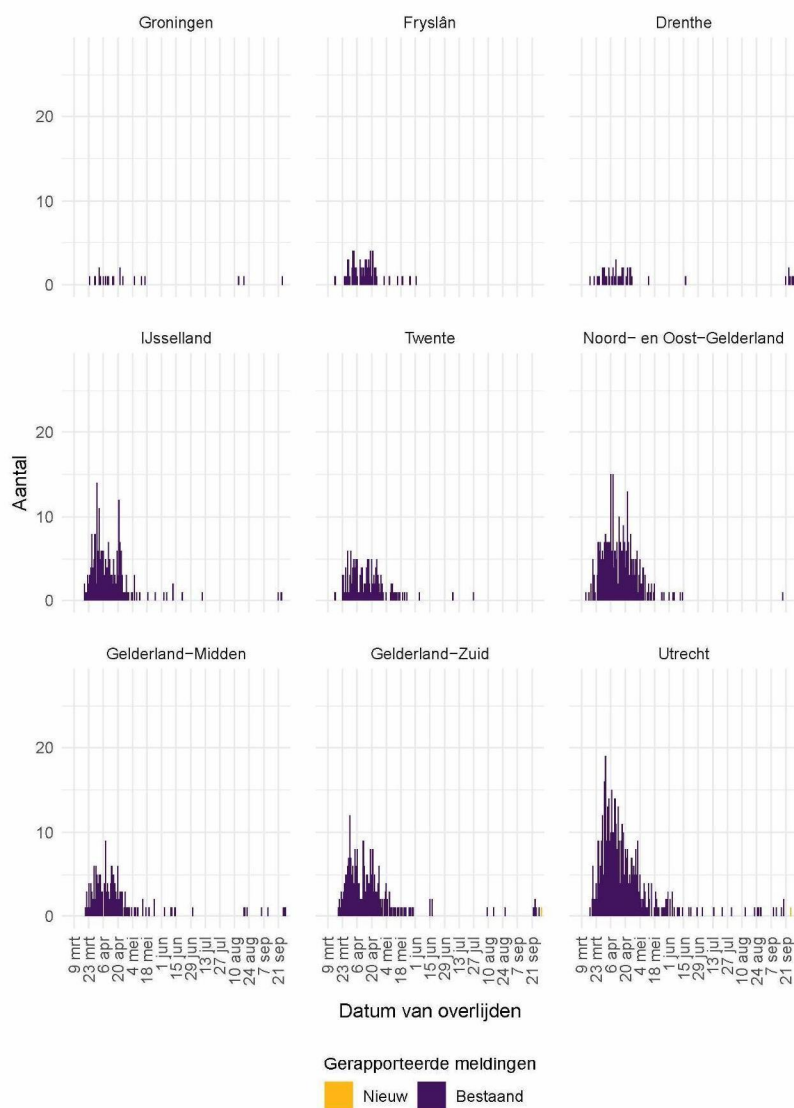 Groningen Fryslân Drenthe
20
10
0
IJsselland Twente Noord− en Oost−Gelderland
20
10
0
Aantal
Gelderland−Midden Gelderland−Zuid Utrecht
20
10
0
9 mrt 23 mrt 6 apr 20 apr 4 mei 18 mei 1 jun 15 jun 29 jun 13 jul 27 jul 10 aug 24 aug 7 sep 21 sep
9 mrt 23 mrt 6 apr 20 apr 4 mei 18 mei 1 jun 15 jun 29 jun 13 jul 27 jul 10 aug 24 aug 7 sep 21 sep
9 mrt 23 mrt 6 apr 20 apr 4 mei 18 mei 1 jun 15 jun 29 jun 13 jul 27 jul 10 aug 24 aug 7 sep 21 sep
Datum van overlijden
Gerapporteerde meldingen
Nieuw Bestaand